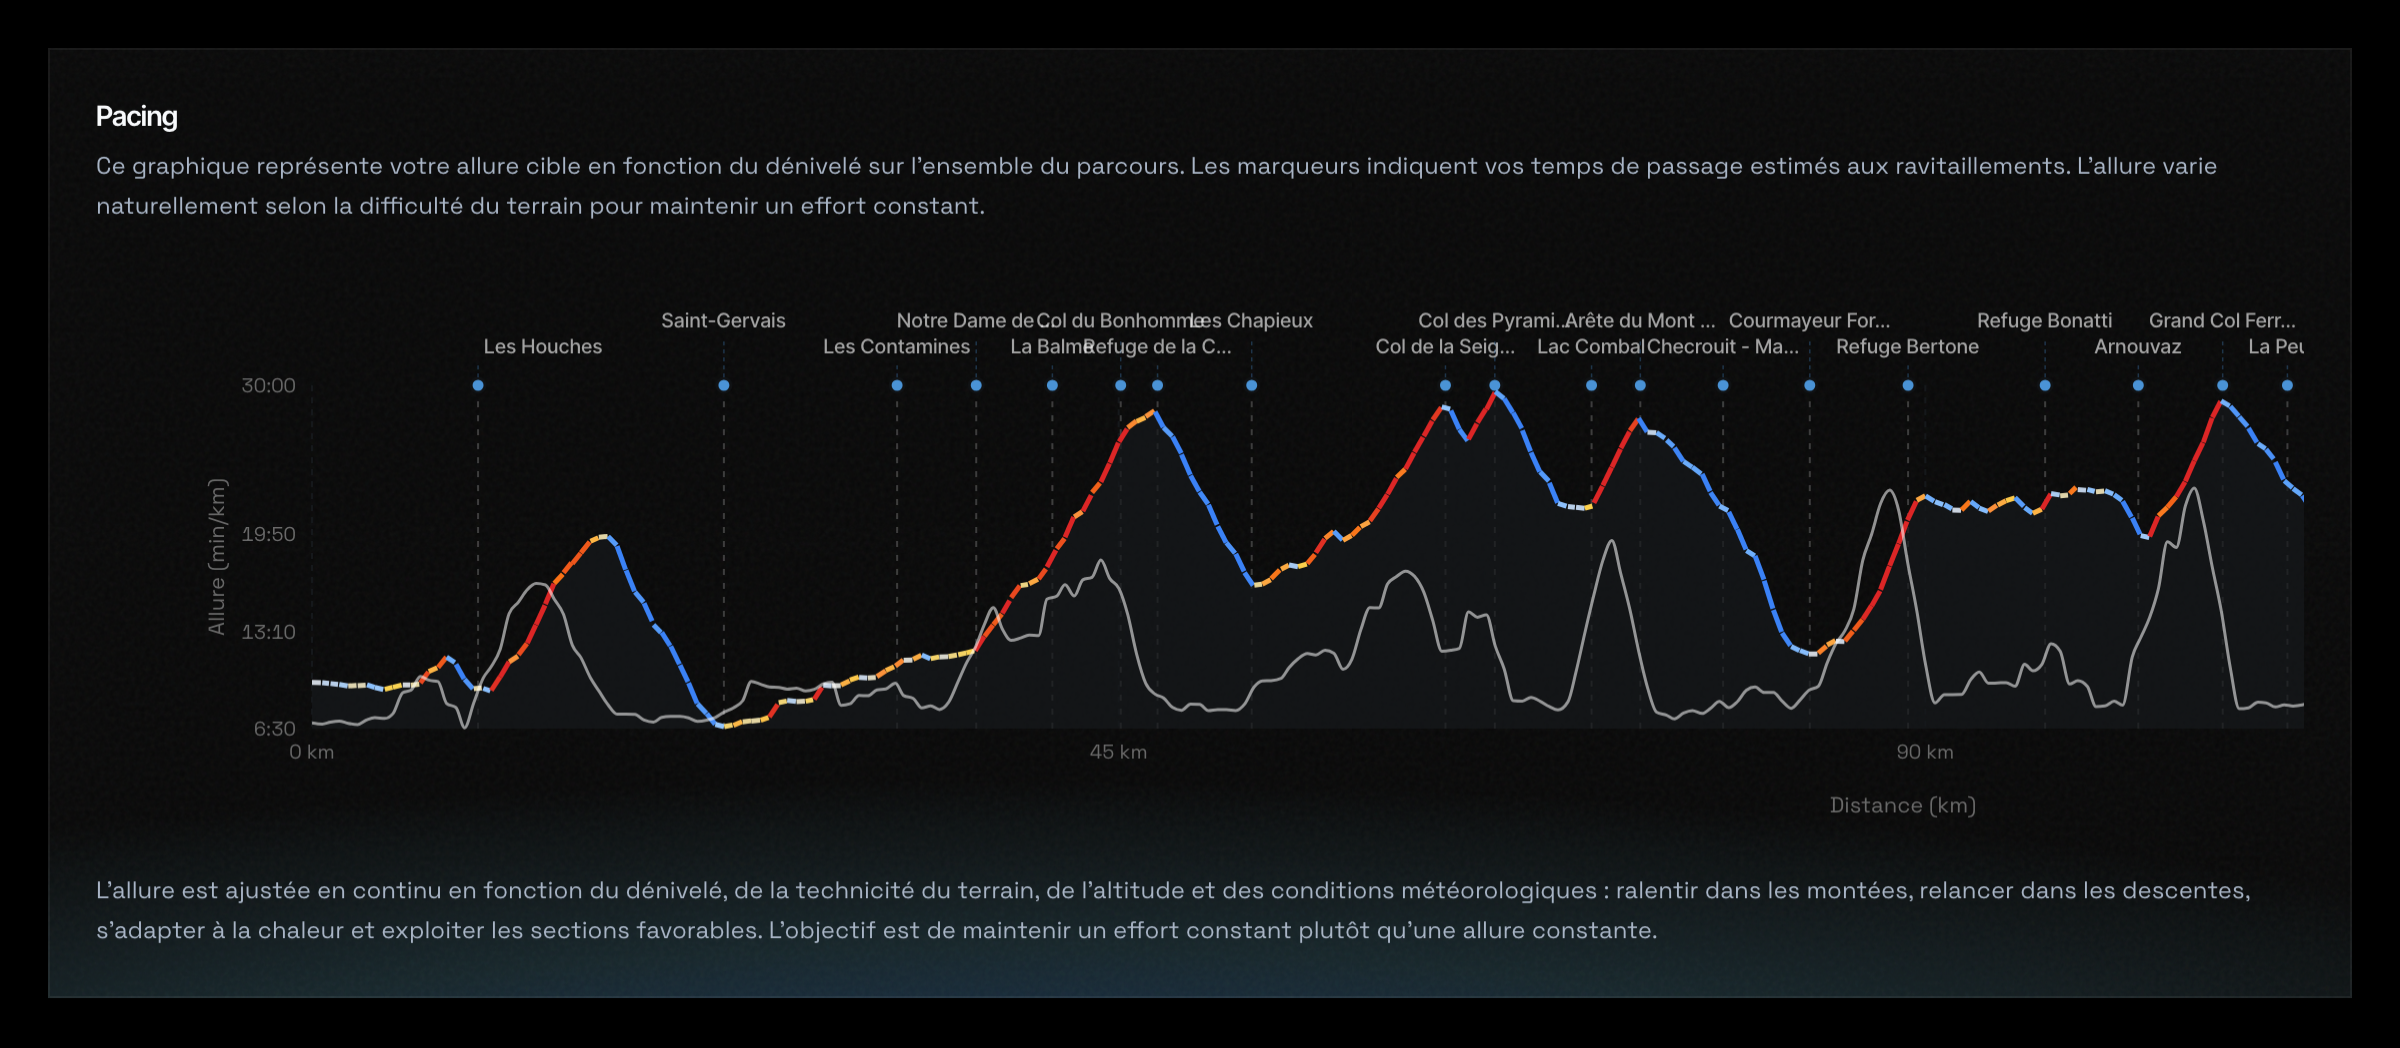 Pacing
Ce graphique représente votre allure cible en fonction du dénivelé sur l'ensemble du parcours. Les marqueurs indiquent vos temps de passage estimés aux ravitaillements. L'allure varie
naturellement selon la difficulté du terrain pour maintenir un effort constant.
Saint-Gervais Notre Dame de ... Col du Bonhomme Les Chapieux Col des Pyrami... Arête du Mont ... Courmayeur For... Refuge Bonatti Grand Col Ferr...
Les Houches Les Contamines La Balme Refuge de la C... Col de la Seig... Lac Combal Checrouit - Ma... Refuge Bertone Arnouvaz La Peu
30:00
19:50
13:10
6:30
Allure (min/km)
0 km 45 km 90 km
Distance (km)
L'allure est ajustée en continu en fonction du dénivelé, de la technicité du terrain, de l'altitude et des conditions météorologiques : ralentir dans les montées, relancer dans les descentes,
s'adapter à la chaleur et exploiter les sections favorables. L'objectif est de maintenir un effort constant plutôt qu'une allure constante.